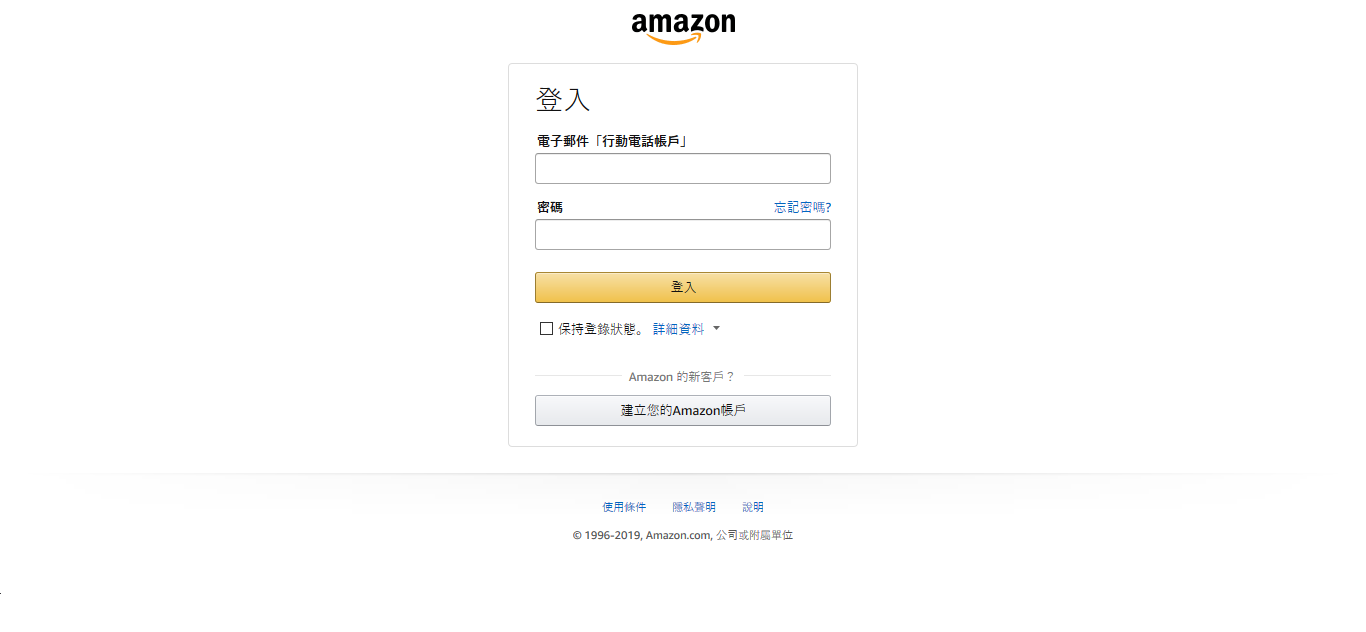 amazon
登入
電子郵件「行動電話帳戶」
密碼 忘記密嗎?
登入
保持登錄狀態。 詳細資料
Amazon 的新客戶？
建立您的Amazon帳戶
使用條件 隱私聲明 說明
© 1996-2019, Amazon.com, 公司或附屬單位